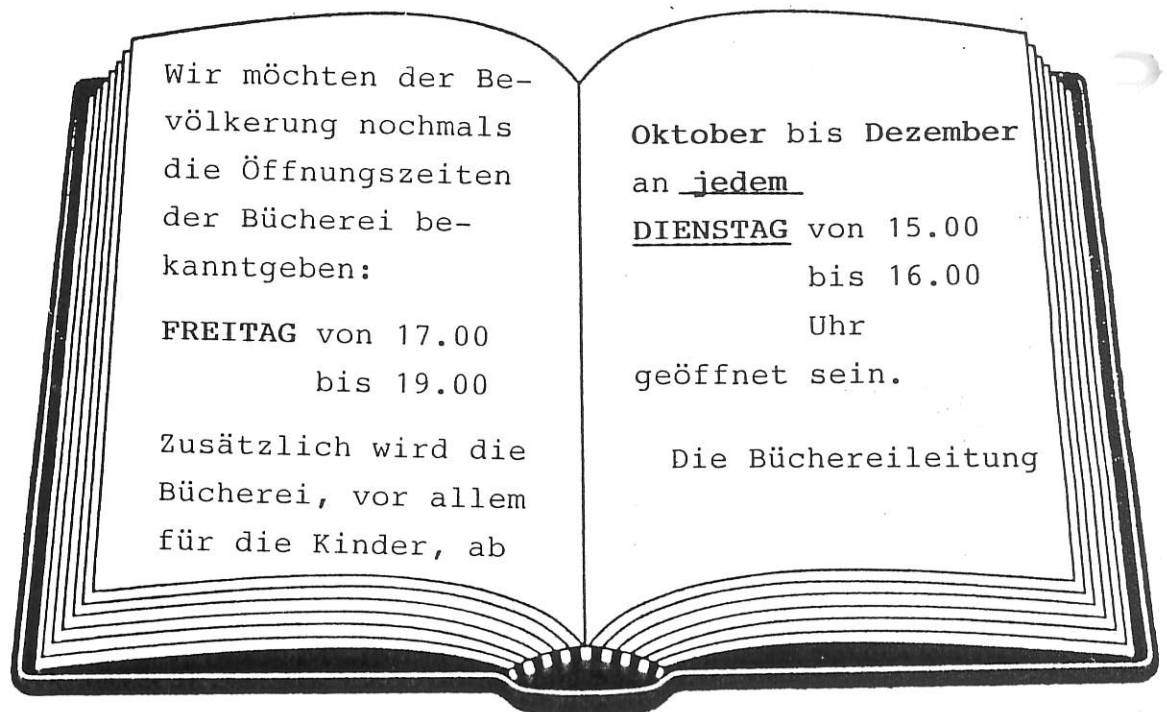 Wir möchten der Be-
völkerung nochmals
die Öffnungszeiten
der Bücherei be-
kanntgeben:
FREITAG von 17.00
bis 19.00
Zusätzlich wird die
Bücherei, vor allem
für die Kinder, ab
Oktober bis Dezember
an jedem
DIENSTAG von 15.00
bis 16.00
Uhr
geöffnet sein.
Die Büchereileitung